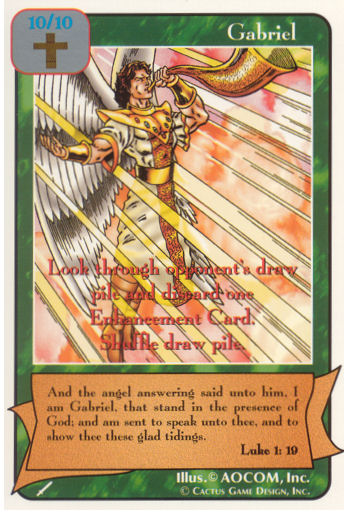 10/10
Gabriel
Look through opponent's draw
pile and discard one
Enhancement Card.
Shuffle draw pile.
And the angel answering said unto him, I
am Gabriel, that stand in the presence of
God; and am sent to speak unto thee, and to
show thee these glad tidings.
Luke 1: 19
Illus.© AOCOM, Inc.
© Cactus Game Design, Inc.